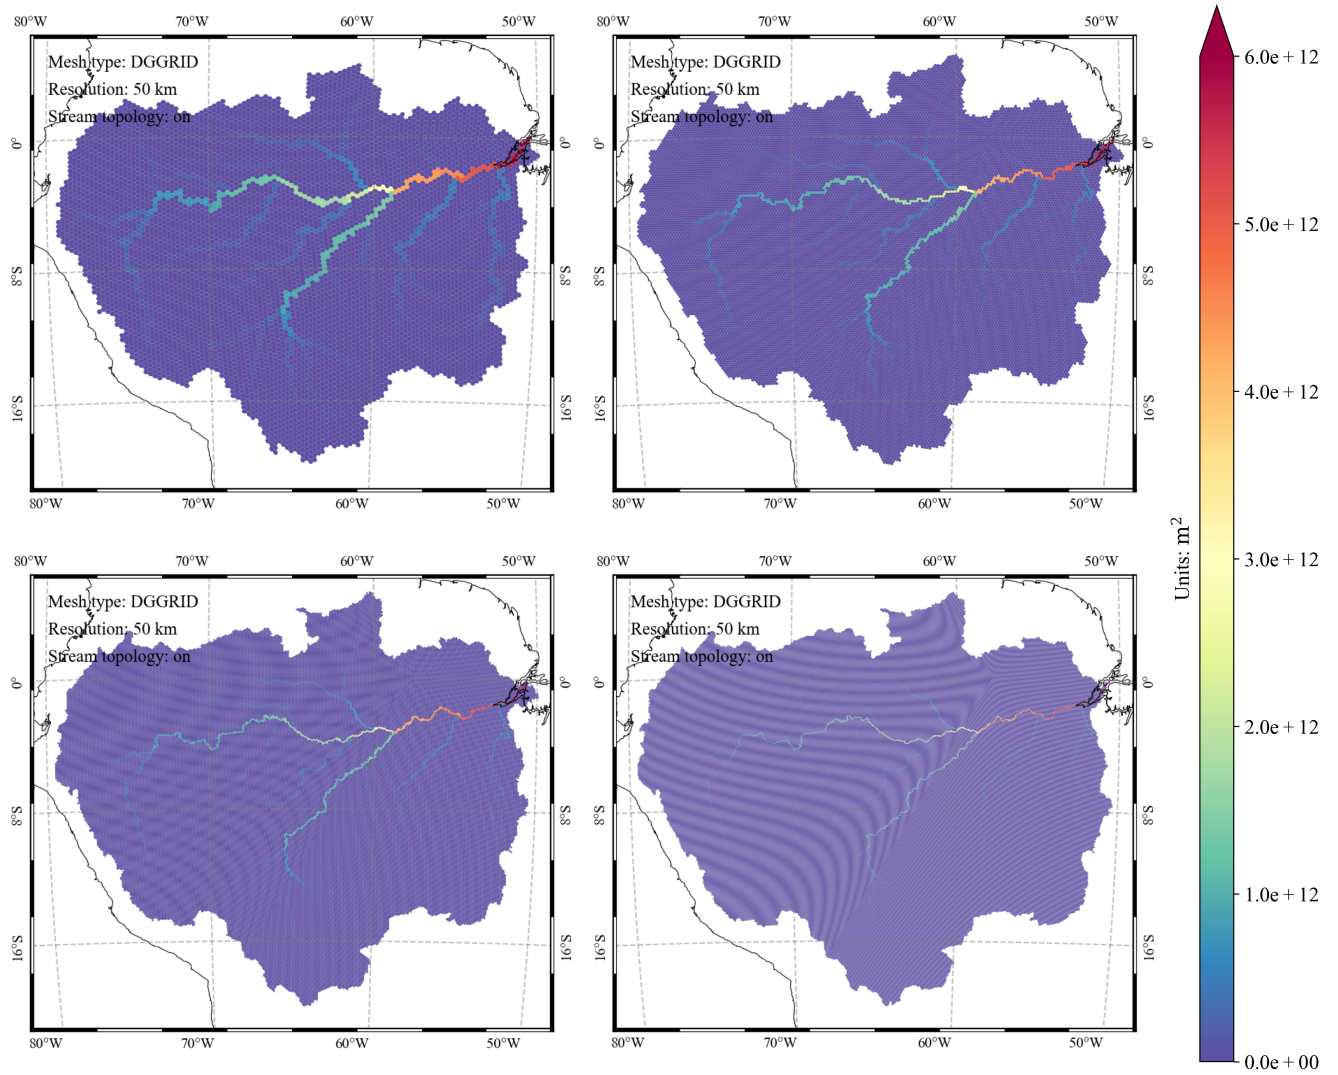 80°W 70°W 60°W 50°W
80°W 70°W 60°W 50°W
Mesh type: DGGRID
Resolution: 50 km
Stream topology: on
0°
8°S
16°S
0°
8°S
16°S
80°W 70°W 60°W 50°W
Mesh type: DGGRID
Resolution: 50 km
Stream topology: on
0°
8°S
16°S
0°
8°S
16°S
80°W 70°W 60°W 50°W
80°W 70°W 60°W 50°W
80°W 70°W 60°W 50°W
Mesh type: DGGRID
Resolution: 50 km
Stream topology: on
0°
8°S
16°S
0°
8°S
16°S
80°W 70°W 60°W 50°W
Mesh type: DGGRID
Resolution: 50 km
Stream topology: on
0°
8°S
16°S
0°
8°S
16°S
80°W 70°W 60°W 50°W
Units: m²
6.0e + 12
5.0e + 12
4.0e + 12
3.0e + 12
2.0e + 12
1.0e + 12
0.0e + 00